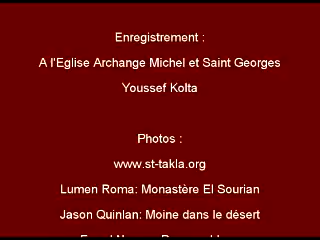 Enregistrement :
A l'Eglise Archange Michel et Saint Georges
Youssef Kolta
Photos :
www.st-takla.org
Lumen Roma: Monastère El Sourian
Jason Quinlan: Moine dans le désert